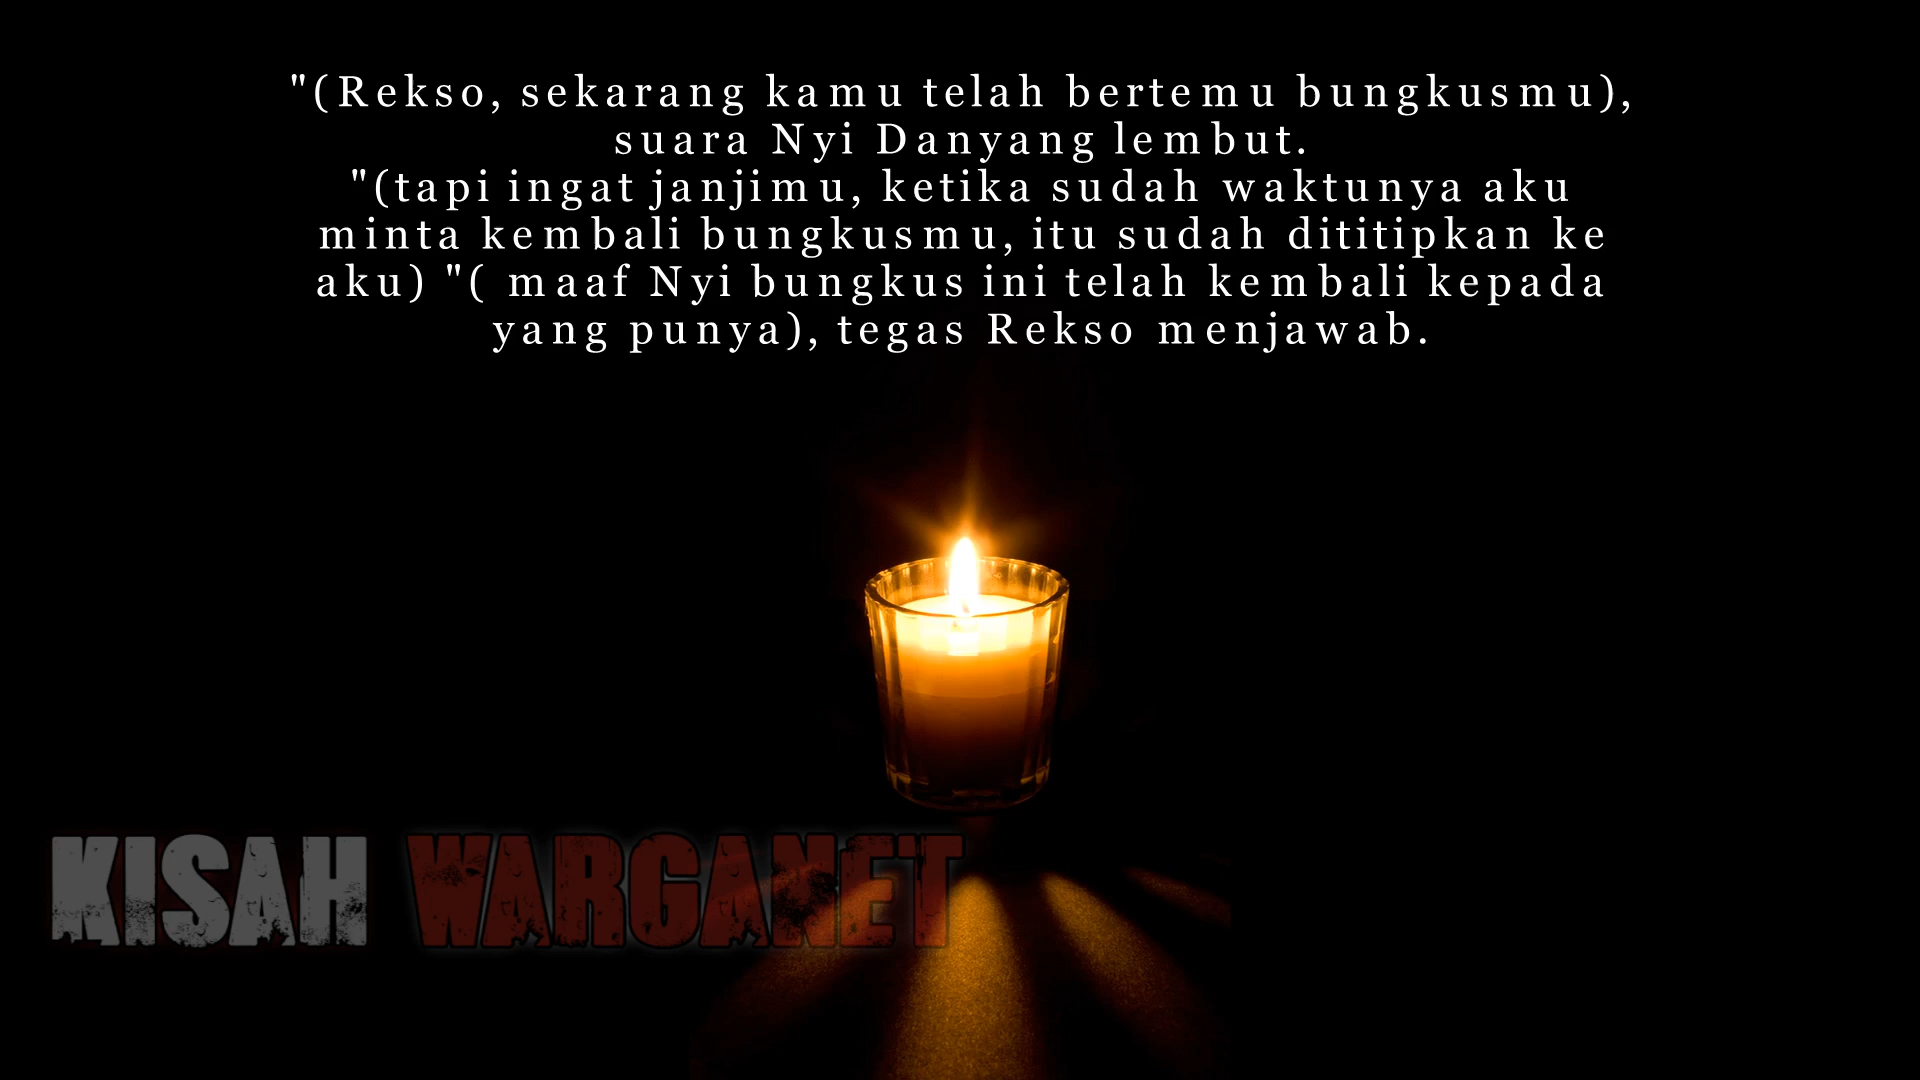 "(Rekso, sekarang kamu telah bertemu bungkusmu),
suara Nyi Danyang lembut.
"(tapi ingat janjimu, ketika sudah waktunya aku
minta kembali bungkusmu, itu sudah dititipkan ke
aku) "( maaf Nyi bungkus ini telah kembali kepada
yang punya), tegas Rekso menjawab.
KISAH WARGANET